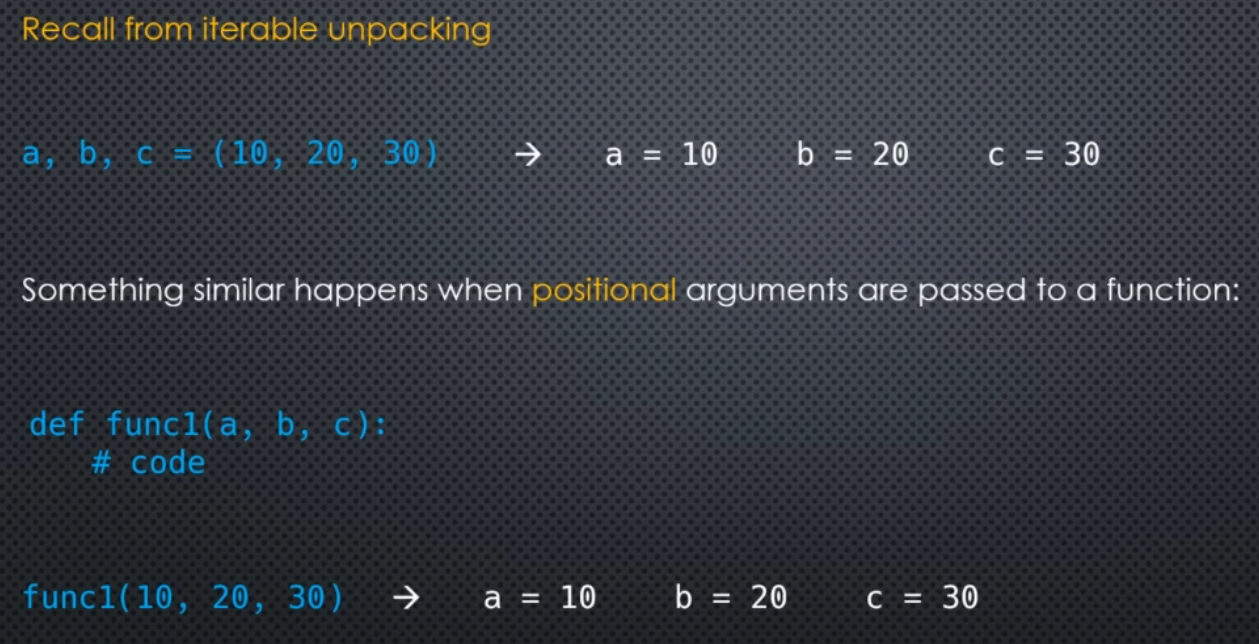 Recall from iterable unpacking
a, b, c = (10, 20, 30) → a = 10 b = 20 c = 30
Something similar happens when positional arguments are passed to a function:
def func1(a, b, c):
# code
func1(10, 20, 30) → a = 10 b = 20 c = 30